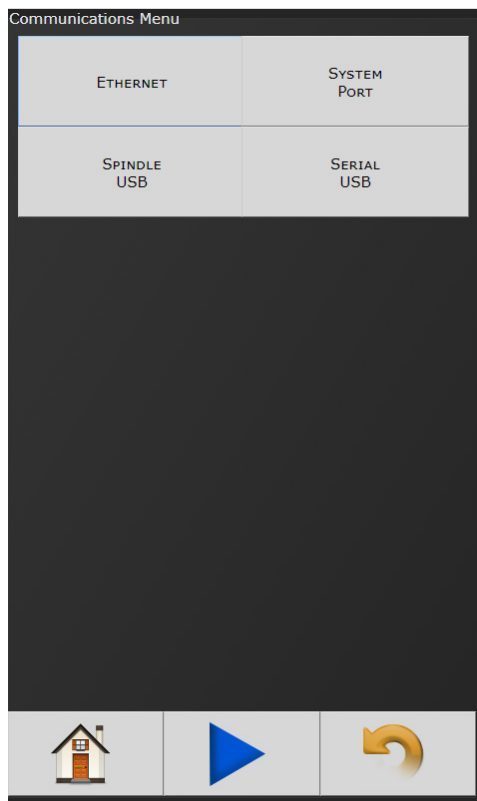 Communications Menu
Ethernet
System
Port
Spindle
USB
Serial
USB